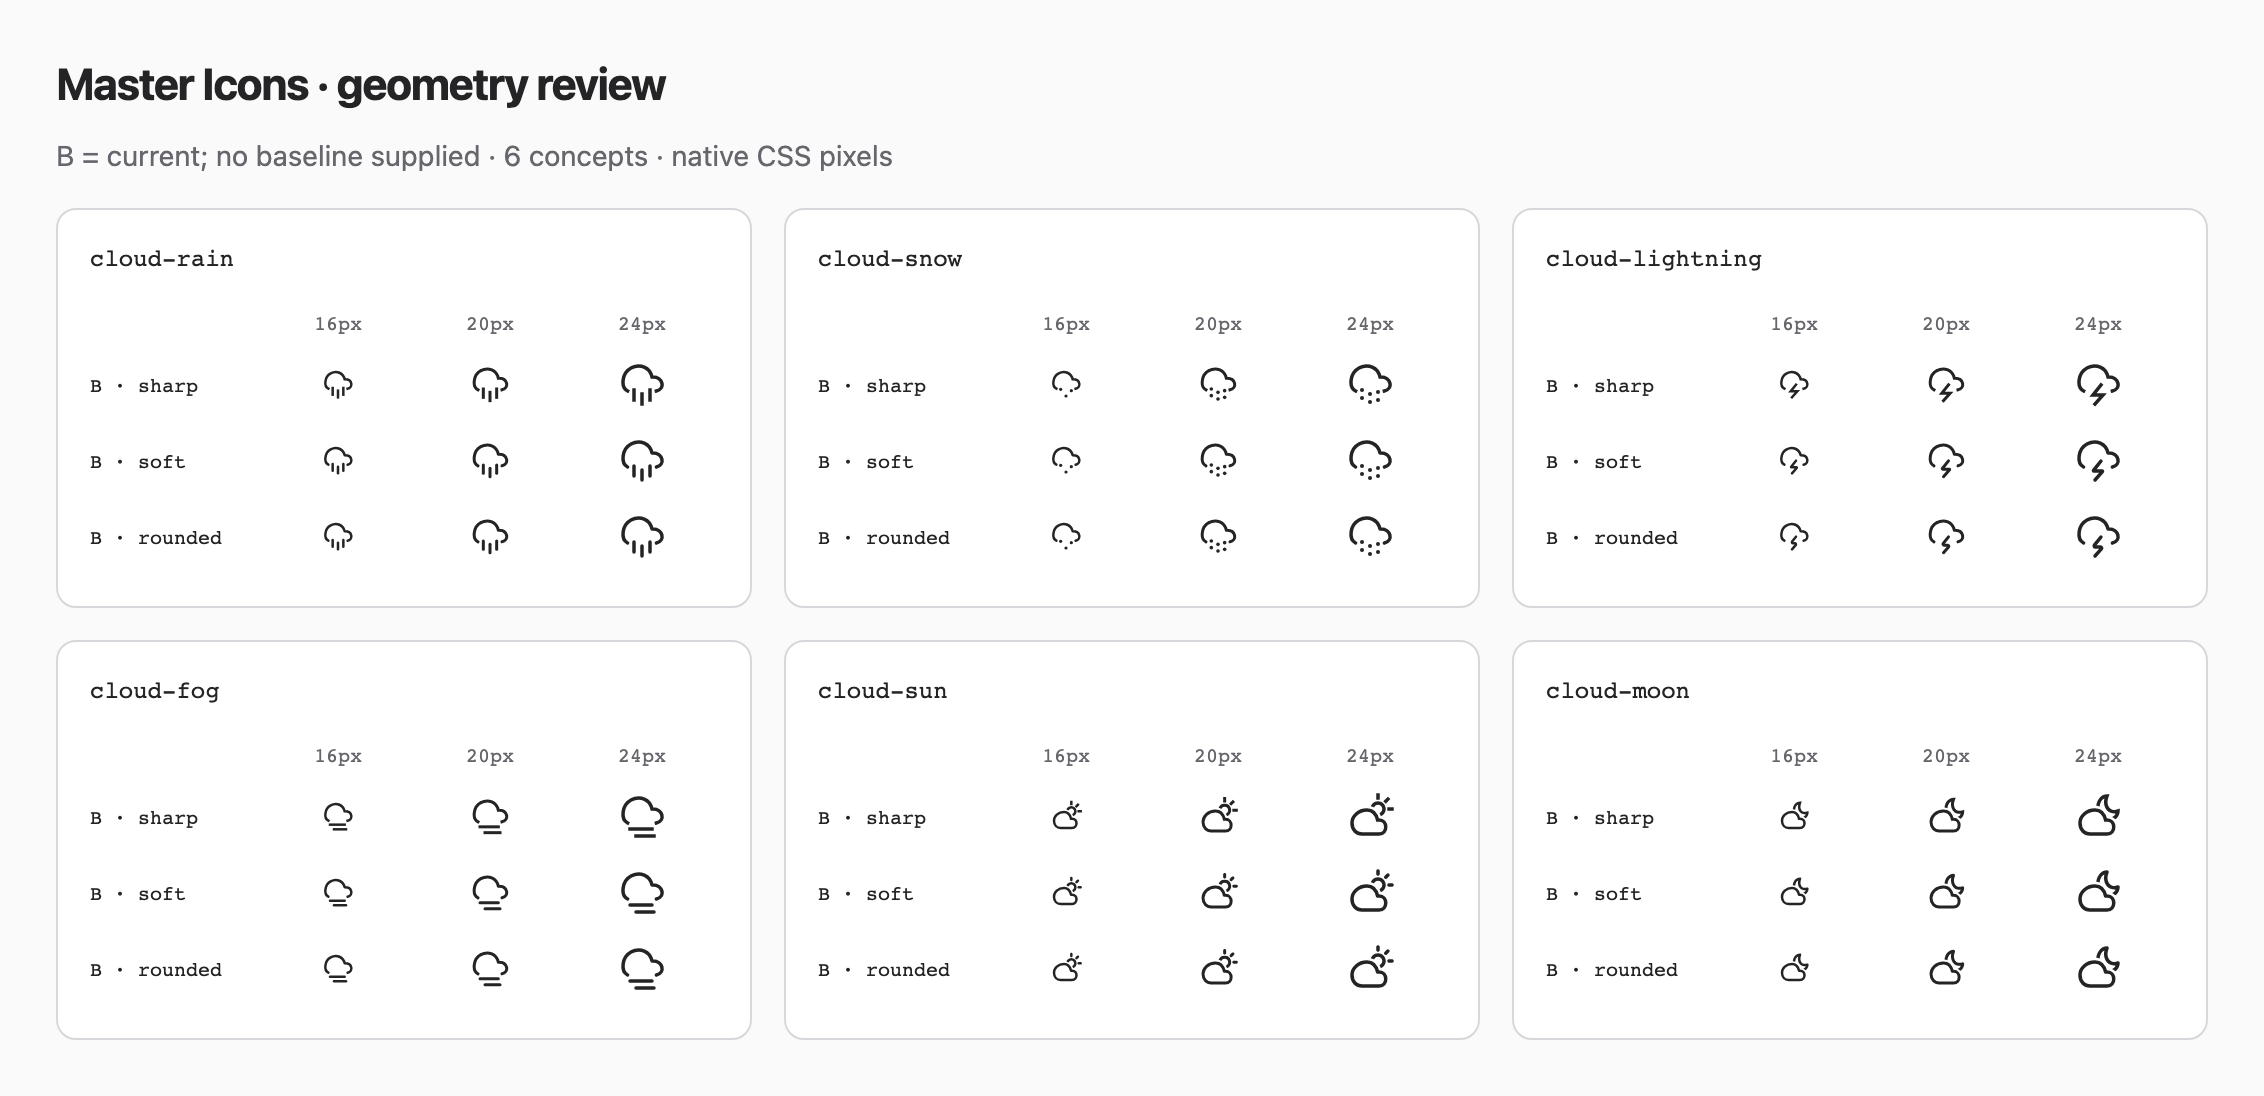 Master Icons · geometry review
B = current; no baseline supplied · 6 concepts · native CSS pixels
cloud-rain
16px 20px 24px
B · sharp
B · soft
B · rounded
cloud-snow
16px 20px 24px
B · sharp
B · soft
B · rounded
cloud-lightning
16px 20px 24px
B · sharp
B · soft
B · rounded
cloud-fog
16px 20px 24px
B · sharp
B · soft
B · rounded
cloud-sun
16px 20px 24px
B · sharp
B · soft
B · rounded
cloud-moon
16px 20px 24px
B · sharp
B · soft
B · rounded